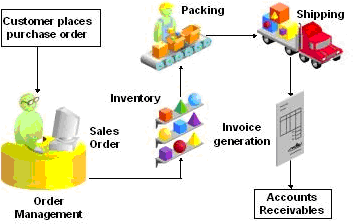 Customer places
purchase order
Order
Management
Sales
Order
Inventory
Packing
Shipping
Invoice
generation
Accounts
Receivables